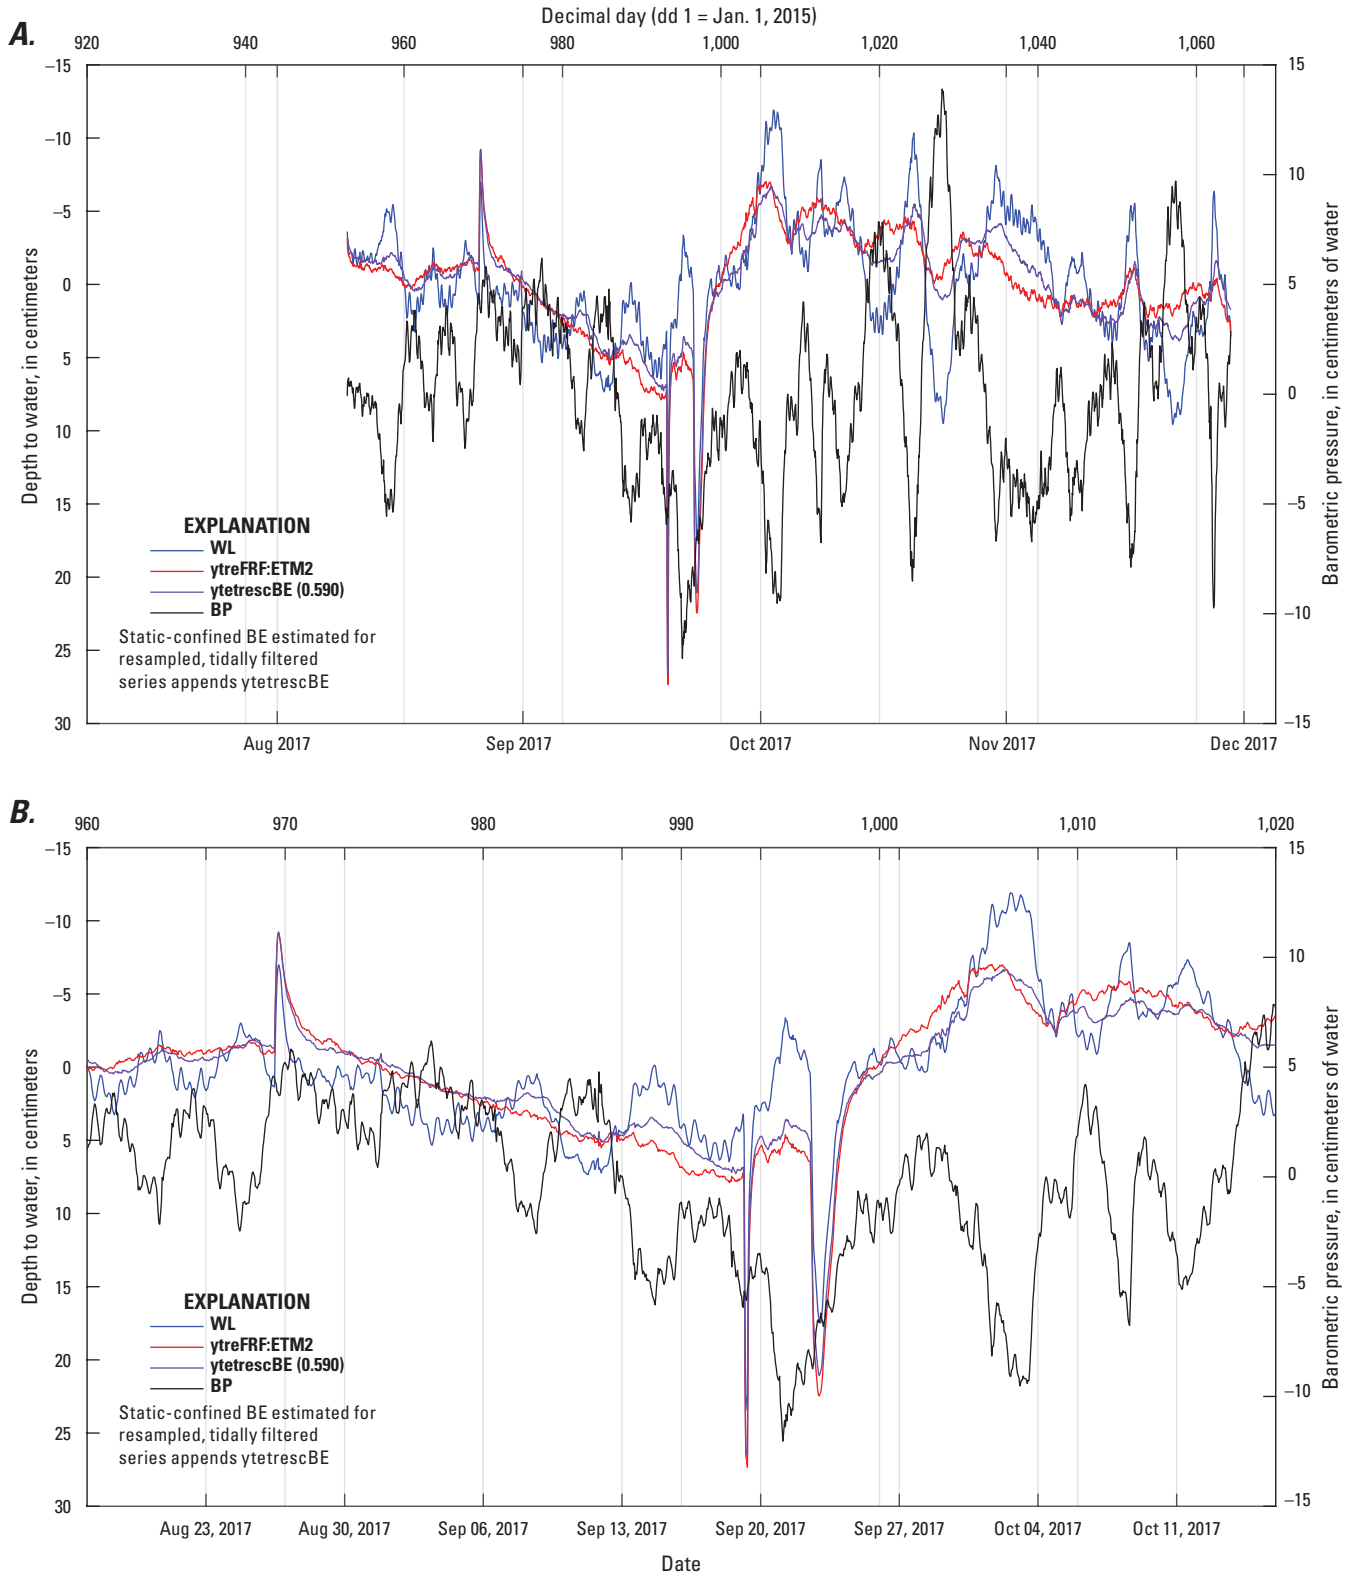 A.
Decimal day (dd 1 = Jan. 1, 2015)
920 940 960 980 1,000 1,020 1,040 1,060
Depth to water, in centimeters
−15
−10
−5
0
5
10
15
20
25
30
Barometric pressure, in centimeters of water
15
10
5
0
−5
−10
−15
EXPLANATION
WL
ytreFRF:ETM2
ytetrescBE (0.590)
BP
Static-confined BE estimated for
resampled, tidally filtered
series appends ytetrescBE
Aug 2017 Sep 2017 Oct 2017 Nov 2017 Dec 2017
B.
960 970 980 990 1,000 1,010 1,020
Depth to water, in centimeters
−15
−10
−5
0
5
10
15
20
25
30
Barometric pressure, in centimeters of water
15
10
5
0
−5
−10
−15
EXPLANATION
WL
ytreFRF:ETM2
ytetrescBE (0.590)
BP
Static-confined BE estimated for
resampled, tidally filtered
series appends ytetrescBE
Aug 23, 2017 Aug 30, 2017 Sep 06, 2017 Sep 13, 2017 Sep 20, 2017 Sep 27, 2017 Oct 04, 2017 Oct 11, 2017
Date